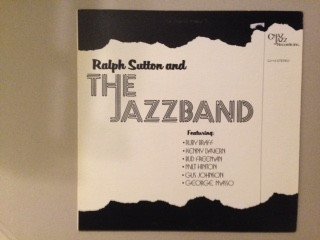 Ralph Sutton and
THE
JAZZBAND
Featuring:
• RUBY BRAFF
• KENNY DAVERN
• BUD FREEMAN
• MILT HINTON
• GUS JOHNSON
• GEORGE MASSO